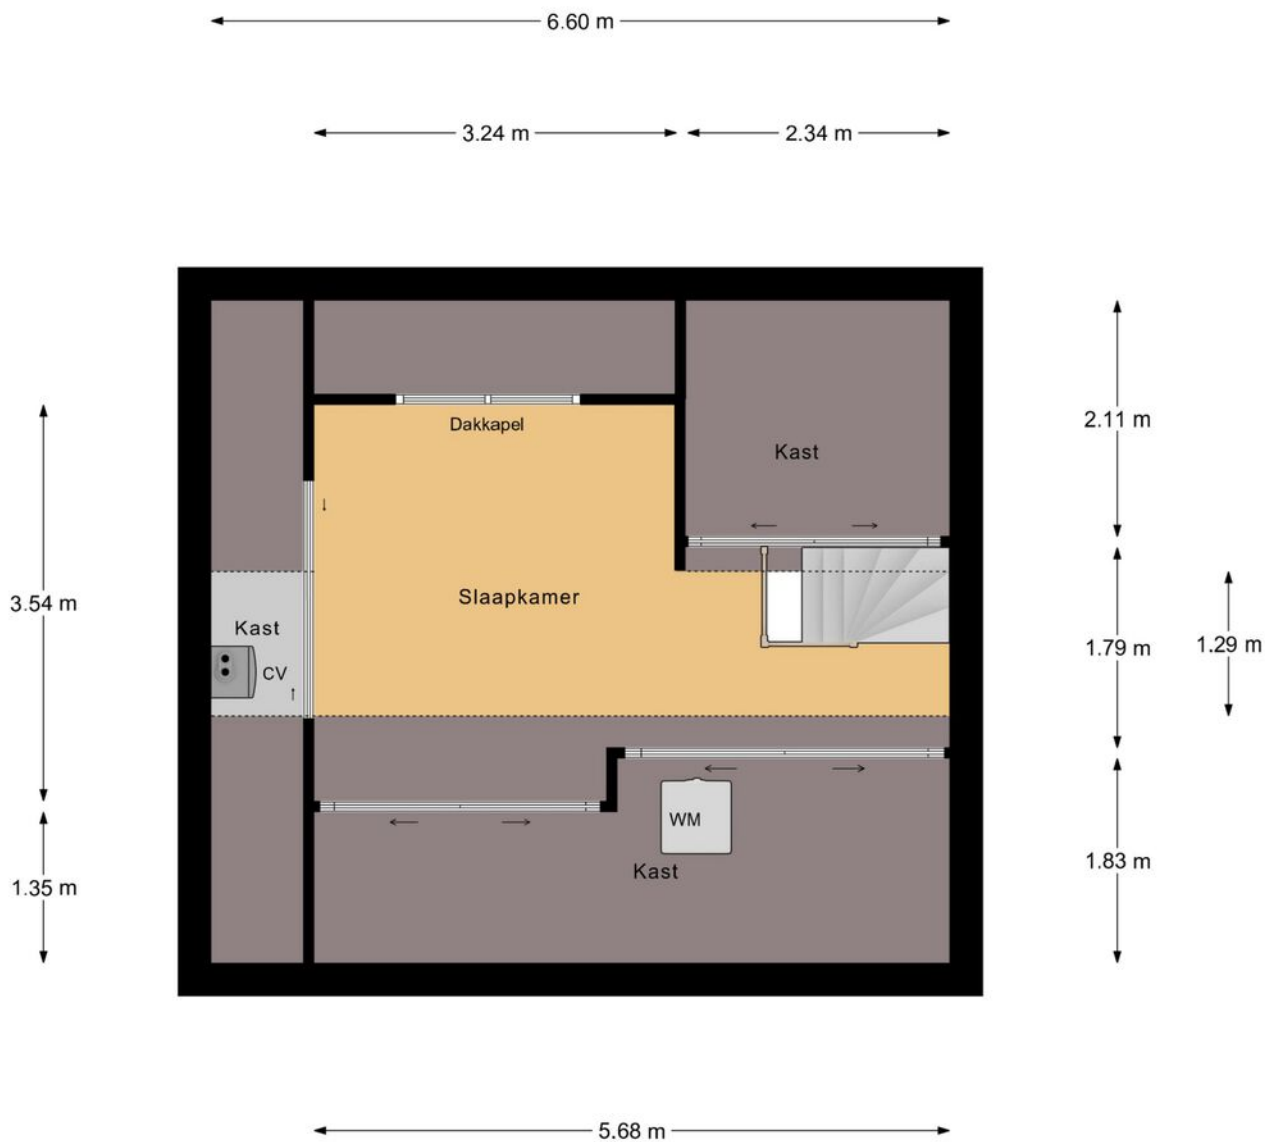 6.60 m
3.24 m
2.34 m
Dakkapel
2.11 m
Kast
Slaapkamer
3.54 m
Kast
CV
1.79 m
1.29 m
WM
Kast
1.83 m
1.35 m
5.68 m